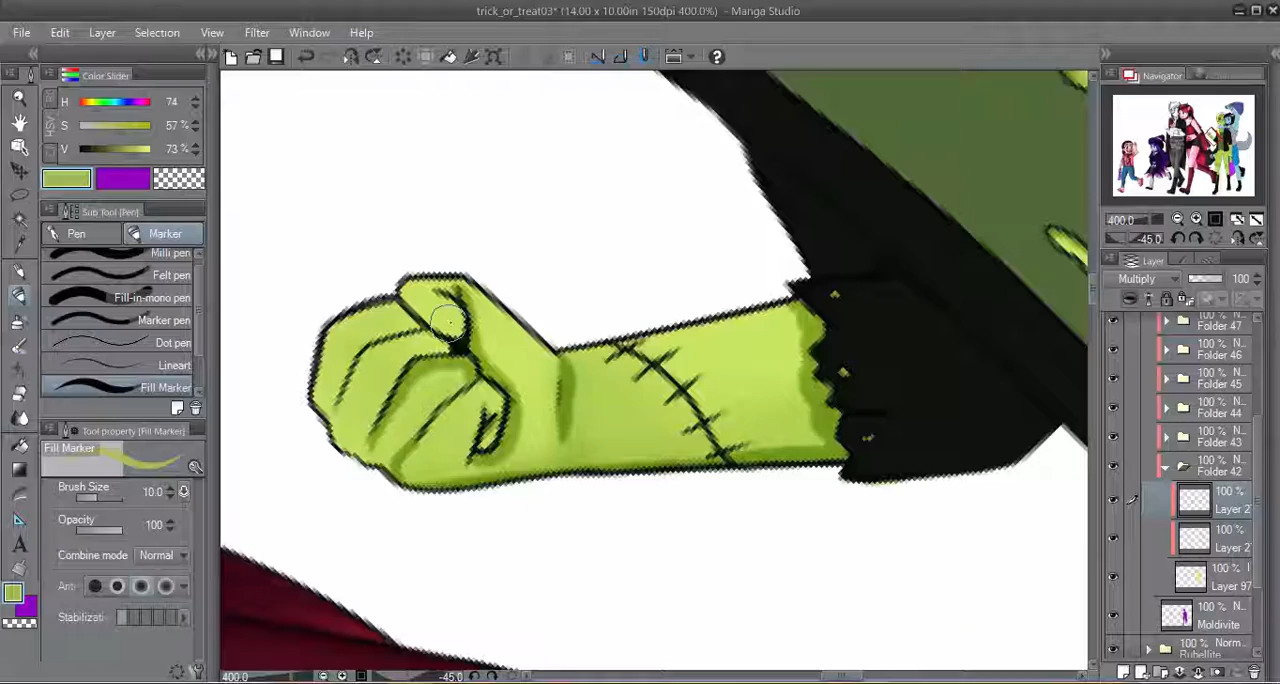 trick_or_treat03* (14.00 x 10.00in 150dpi 400.0%) - Manga Studio
File Edit Layer Selection View Filter Window Help
Color Slider
H 74
S 57 %
V 73 %
HSV
Sub Tool [Pen]
Pen Marker
Milli pen
Felt pen
Fill-in-mono pen
Marker pen
Dot pen
Lineart
Fill Marker
Tool property [Fill Marker]
Fill Marker
Brush Size 10.0
Opacity 100
Combine mode Normal
Anti
Stabilizati
400.0 -45.0
Navigator
400.0
-45.0
Layer
Multiply 100
100 % N...
Folder 47
100 % N...
Folder 46
100 % N...
Folder 45
100 % N...
Folder 44
100 % N...
Folder 43
100 % N...
Folder 42
100 %
Layer 2
100 %
Layer 2
100 %
Layer 97
100 % N...
Moldivite
100 % Norm...
Rubellite